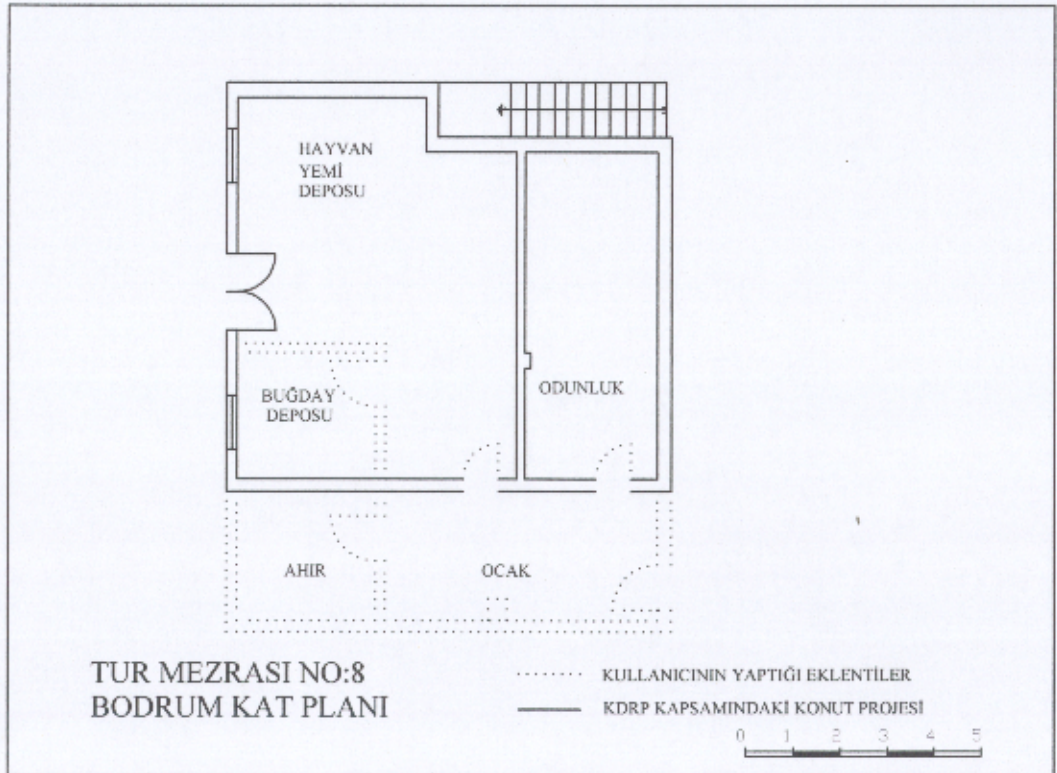 HAYVAN
YEMİ
DEPOSU
BUĞDAY
DEPOSU
ODUNLUK
AHIR
OCAK
TUR MEZRASI NO:8
BODRUM KAT PLANI
KULLANICININ YAPTIĞI EKLENTİLER
KDRP KAPSAMINDAKİ KONUT PROJESİ
0 1 2 3 4 5